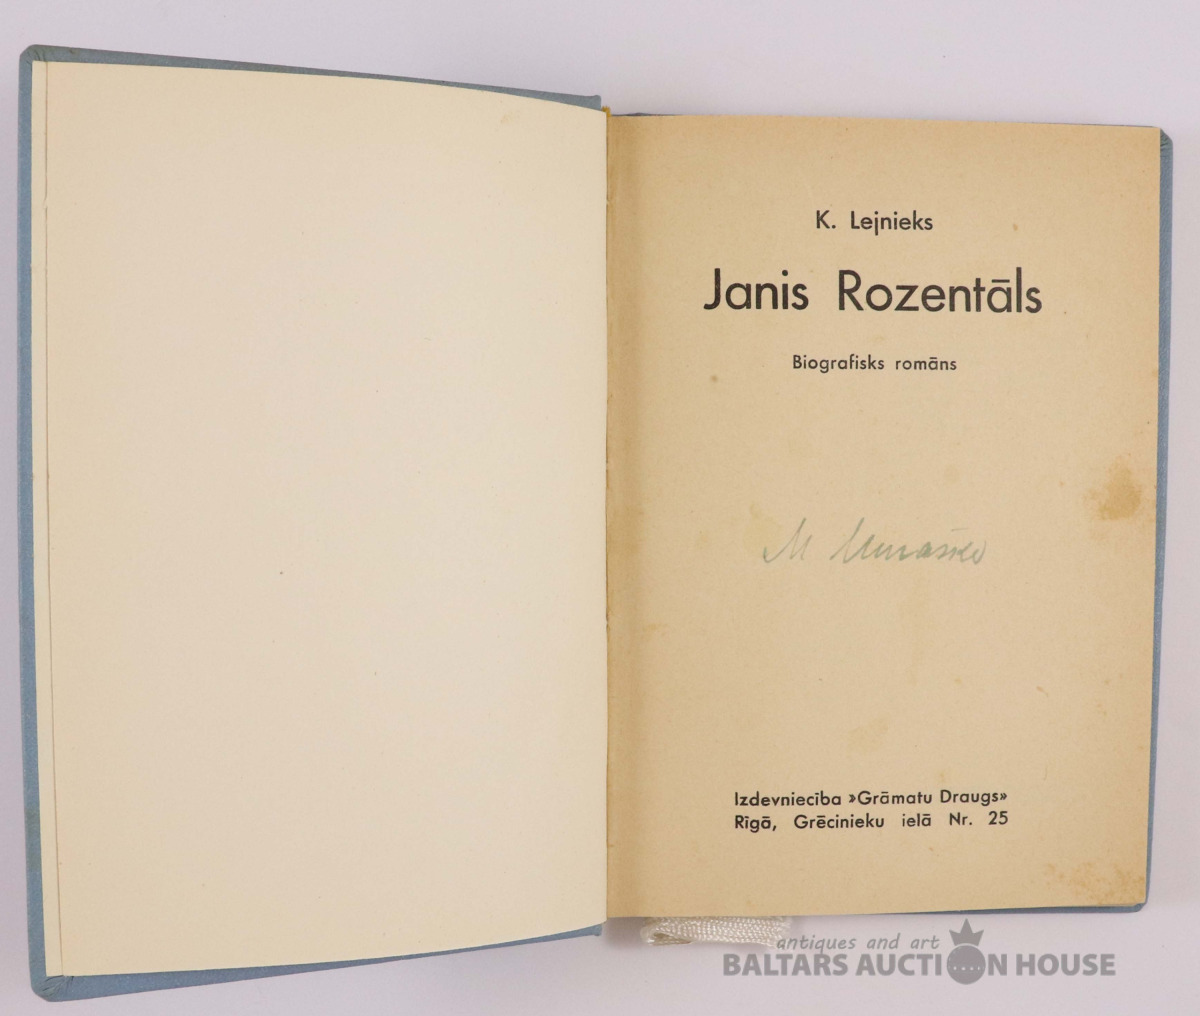 K. Lejnieks
Janis Rozentāls
Biografisks romāns
M
Izdevniecība »Grāmatu Draugs»
Rīgā, Grēcinieku ielā Nr. 25
antiques and art
BALTARS AUCTION HOUSE